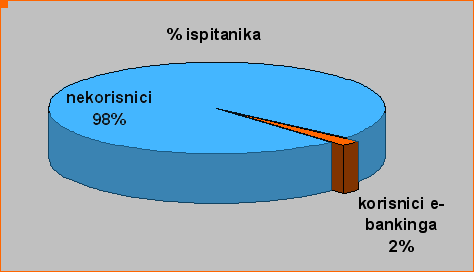 % ispitanika
nekorisnici
98%
korisnici e-
bankinga
2%